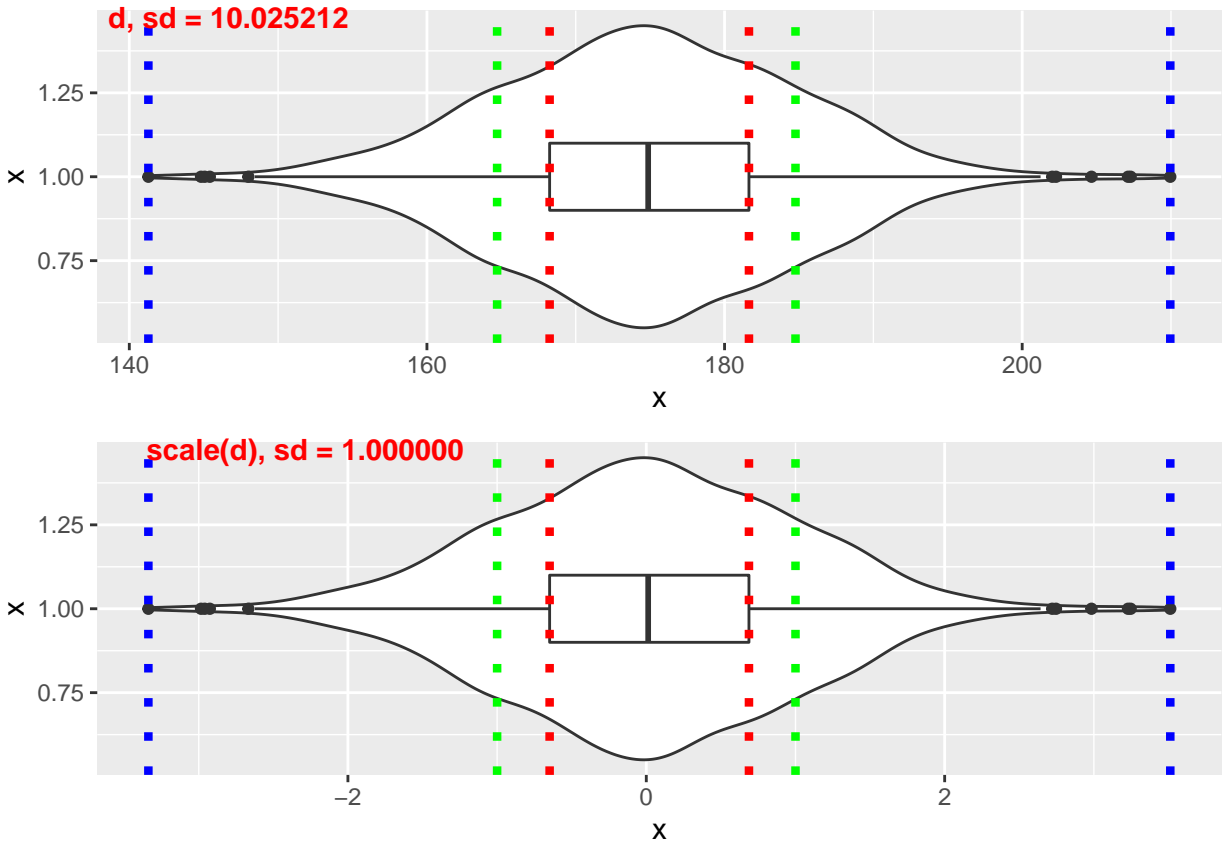 d, sd = 10.025212
1.25
1.00
0.75
x
140 160 180 200
x
scale(d), sd = 1.000000
1.25
1.00
0.75
x
−2 0 2
x